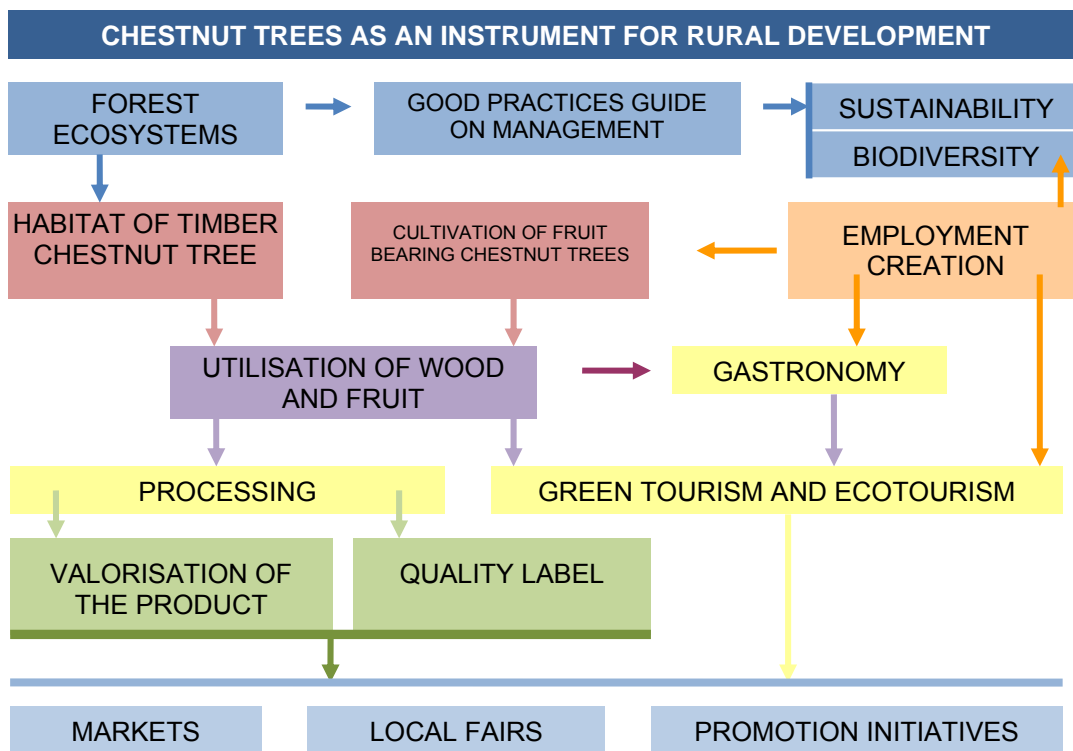 CHESTNUT TREES AS AN INSTRUMENT FOR RURAL DEVELOPMENT
FOREST
ECOSYSTEMS
GOOD PRACTICES GUIDE
ON MANAGEMENT
SUSTAINABILITY
BIODIVERSITY
HABITAT OF TIMBER
CHESTNUT TREE
CULTIVATION OF FRUIT
BEARING CHESTNUT TREES
EMPLOYMENT
CREATION
UTILISATION OF WOOD
AND FRUIT
GASTRONOMY
PROCESSING
GREEN TOURISM AND ECOTOURISM
VALORISATION OF
THE PRODUCT
QUALITY LABEL
MARKETS
LOCAL FAIRS
PROMOTION INITIATIVES